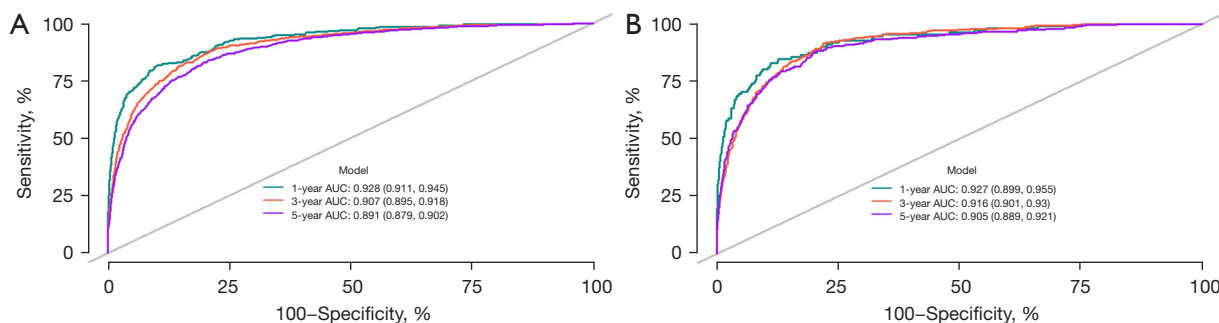 A
100
75
50
25
0
Sensitivity, %
Model
1-year AUC: 0.928 (0.911, 0.945)
3-year AUC: 0.907 (0.895, 0.918)
5-year AUC: 0.891 (0.879, 0.902)
0
25
50
75
100
100−Specificity, %
B
100
75
50
25
0
Sensitivity, %
Model
1-year AUC: 0.927 (0.899, 0.955)
3-year AUC: 0.916 (0.901, 0.93)
5-year AUC: 0.905 (0.889, 0.921)
0
25
50
75
100
100−Specificity, %